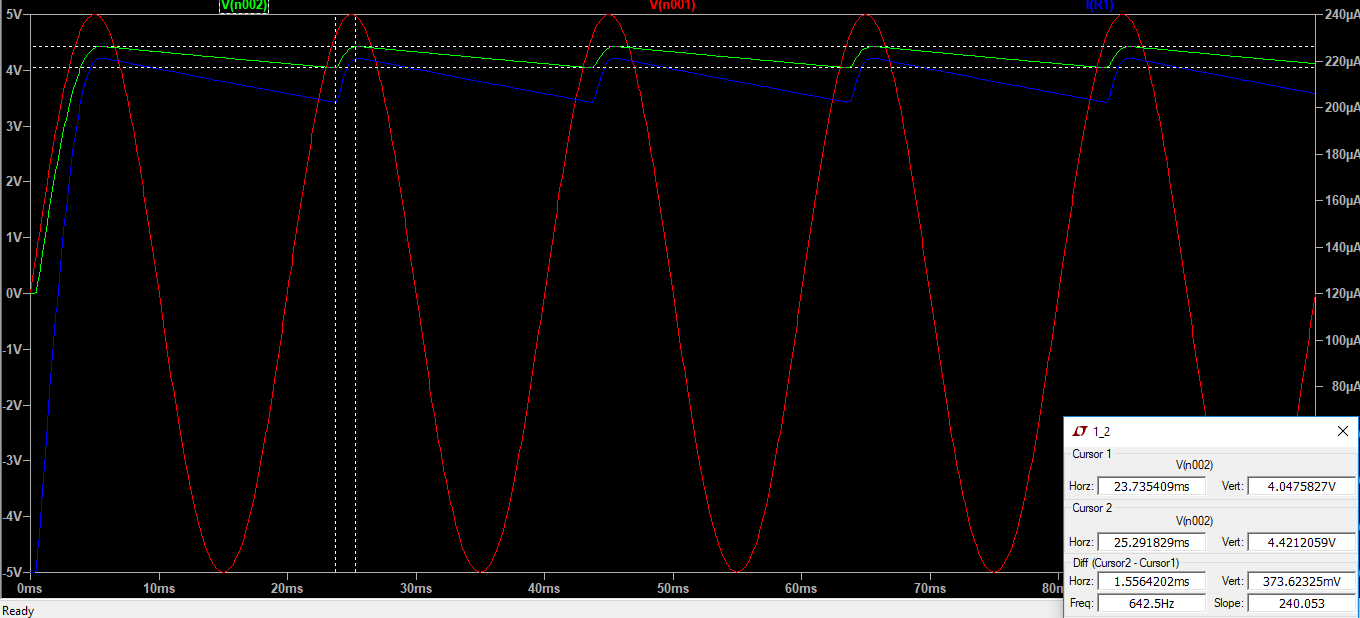 V(n002) V(n001) I(R1)
5V 240µA
4V 220µA
3V 200µA
180µA
2V 160µA
1V 140µA
0V 120µA
-1V 100µA
-2V 80µA
-3V
-4V
-5V
0ms 10ms 20ms 30ms 40ms 50ms 60ms 70ms 80
Ready
1_2
Cursor 1
V(n002)
Horz: 23.735409ms Vert: 4.0475827V
Cursor 2
V(n002)
Horz: 25.291829ms Vert: 4.4212059V
Diff (Cursor2 - Cursor1)
Horz: 1.5564202ms Vert: 373.62325mV
Freq: 642.5Hz Slope: 240.053